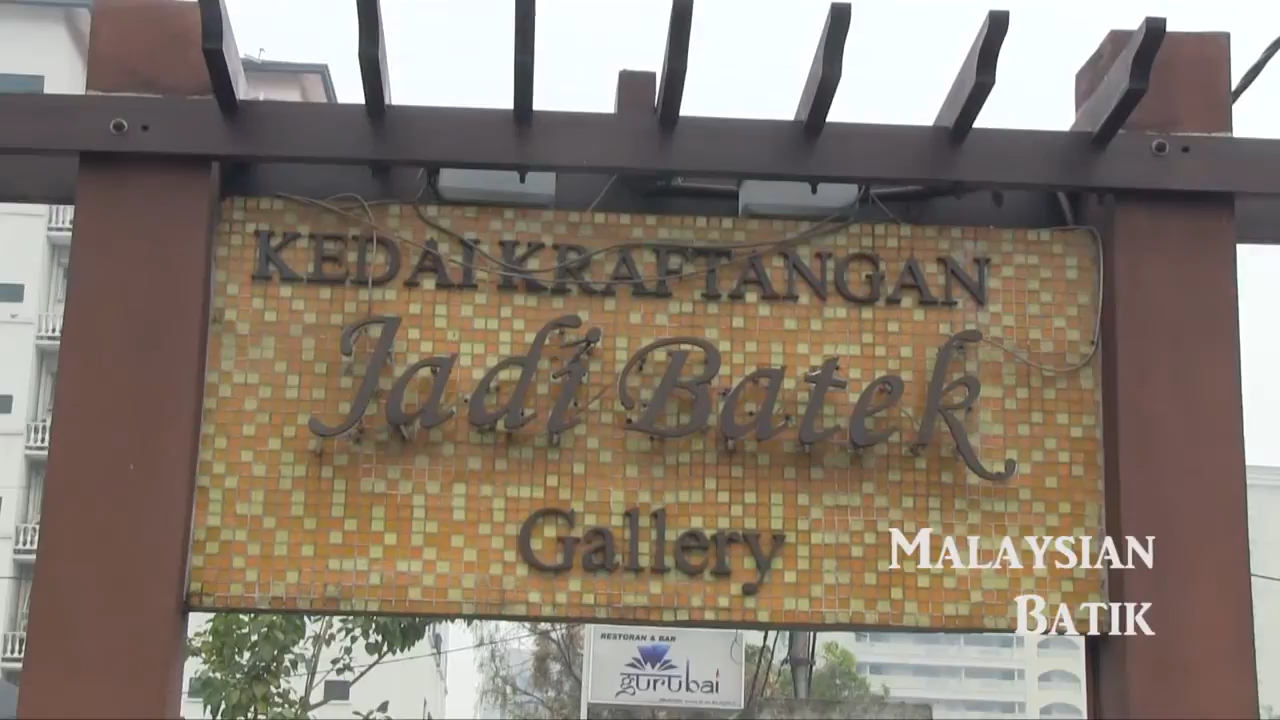 KEDAI KRAFTANGAN
Jadi Batek
Gallery
MALAYSIAN
BATIK
RESTORAN & BAR
gurubai